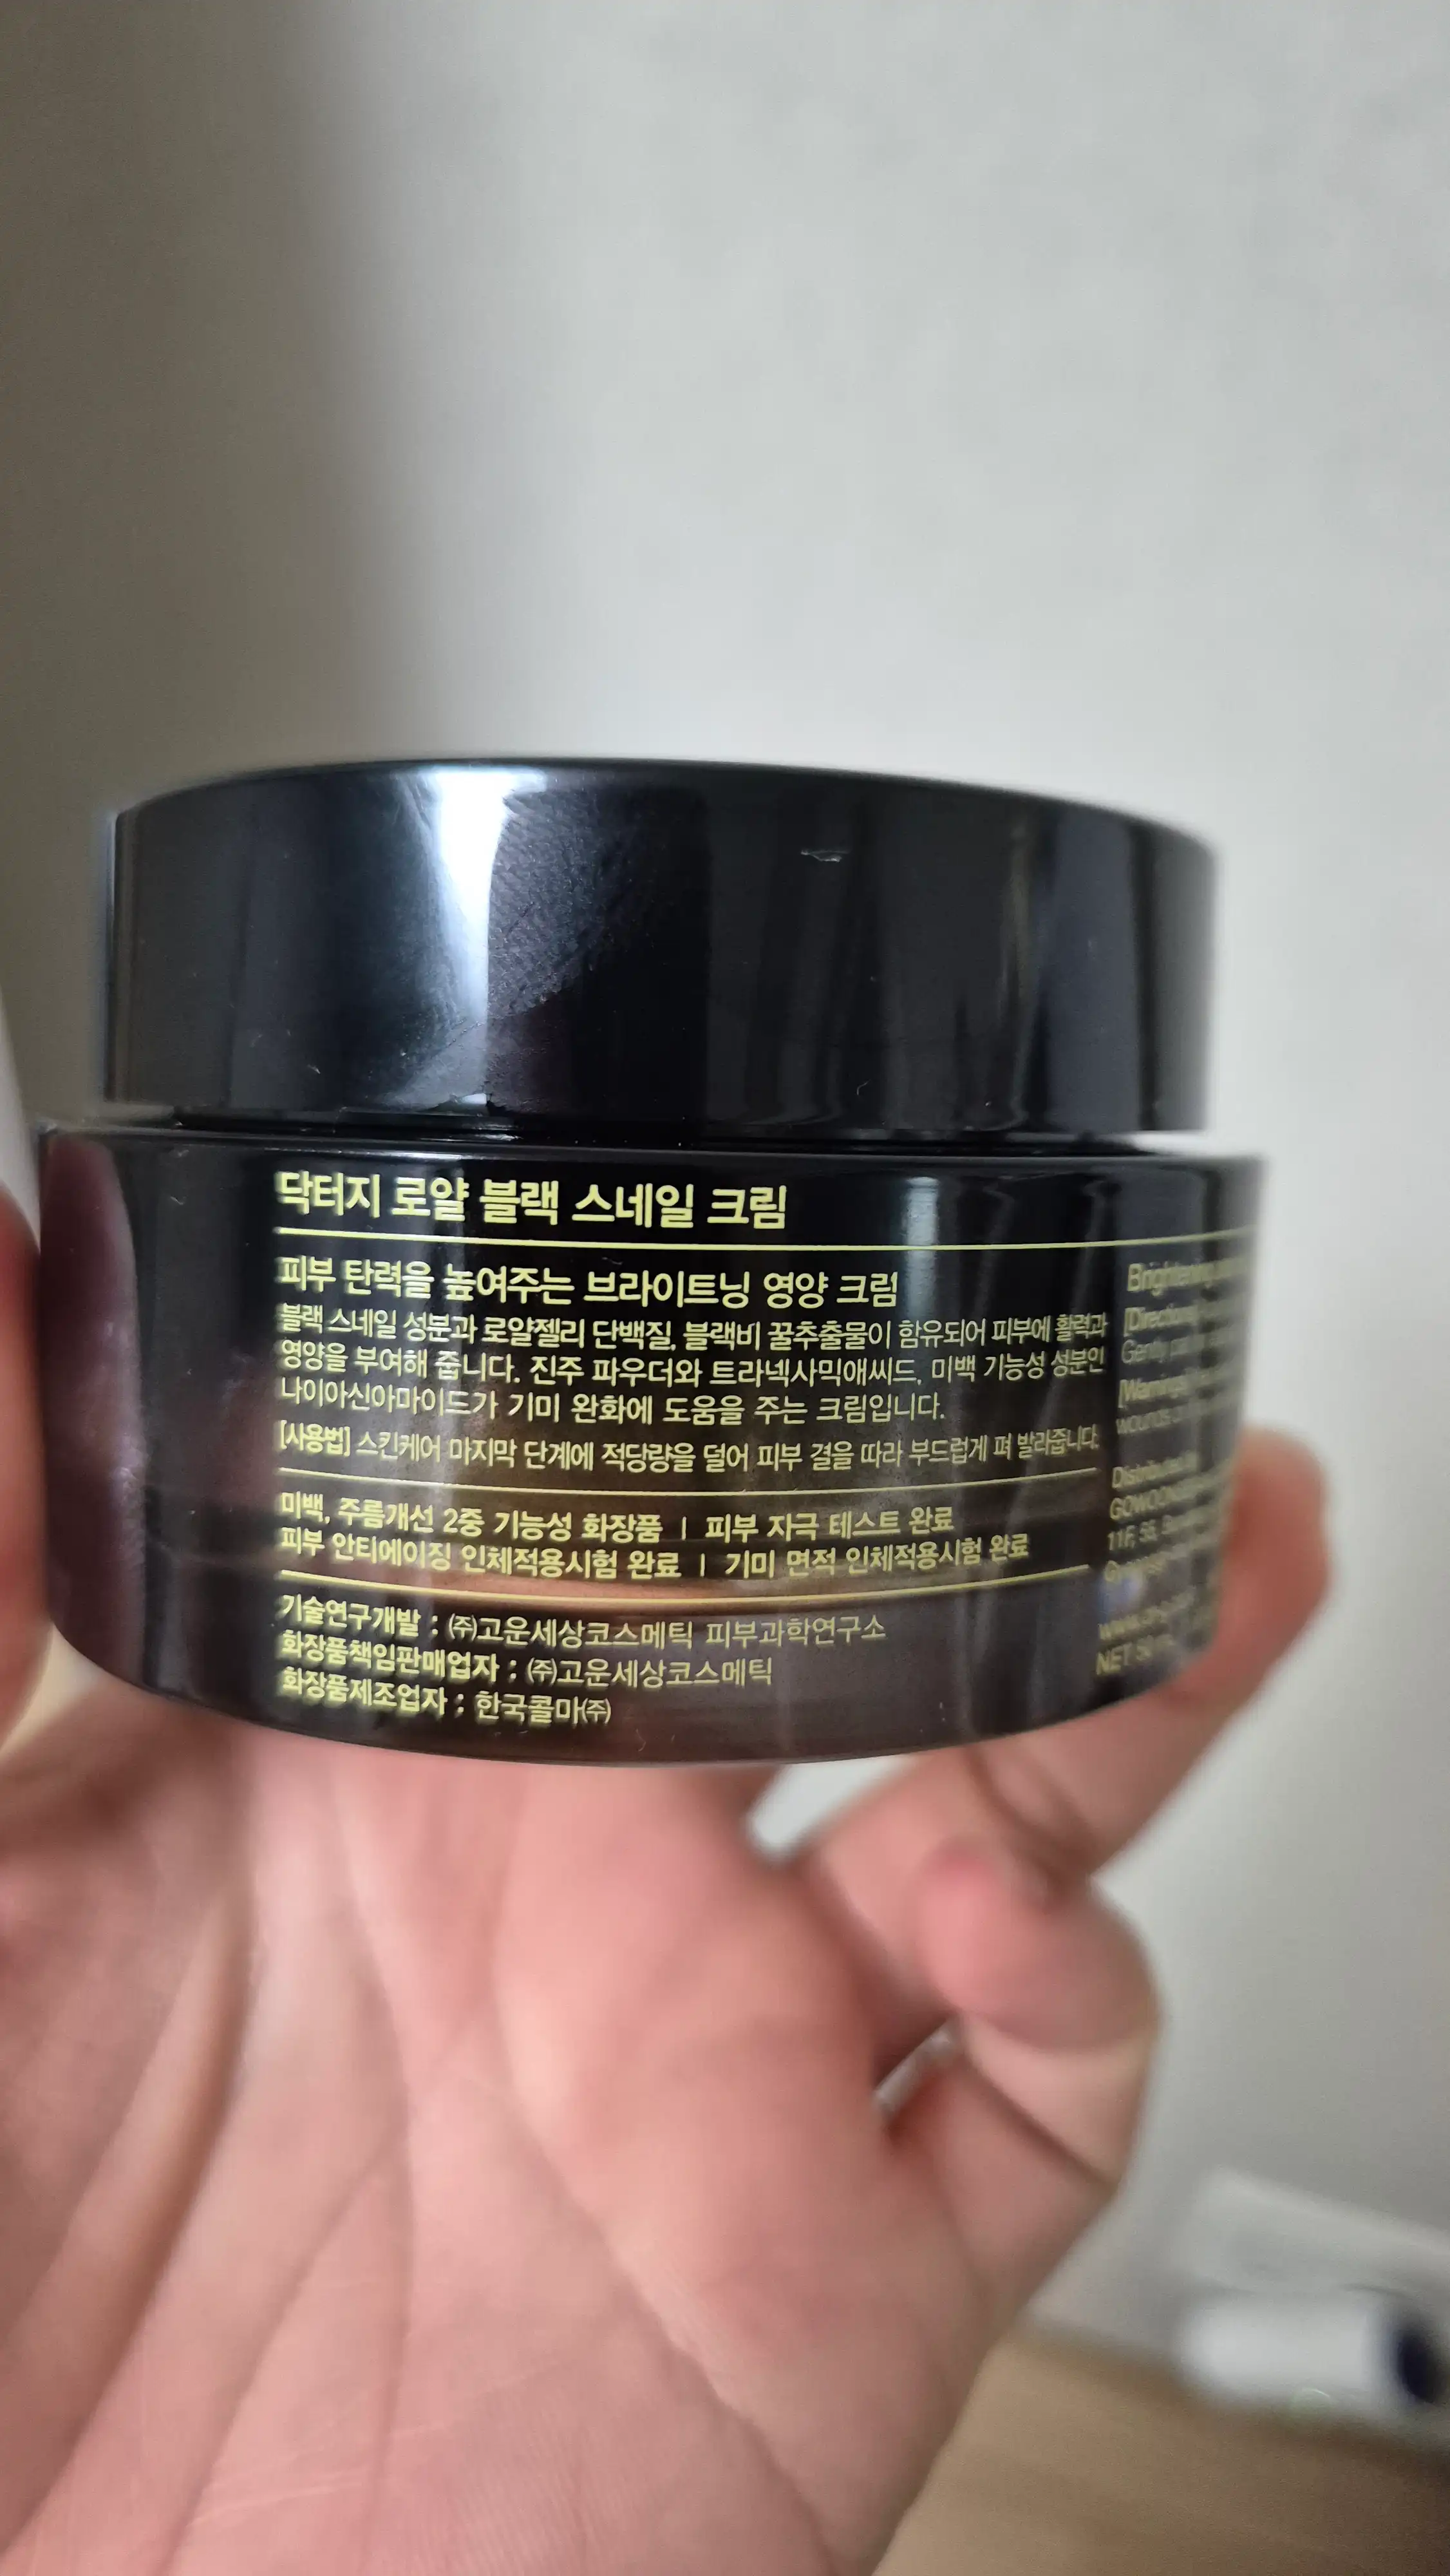 닥터지 로얄 블랙 스네일 크림
피부 탄력을 높여주는 브라이트닝 영양 크림
블랙 스네일 성분과 로얄젤리 단백질, 블랙비 꿀추출물이 함유되어 피부에 활력과
영양을 부여해 줍니다. 진주 파우더와 트라넥사믹애씨드, 미백 기능성 성분인
나이아신아마이드가 기미 완화에 도움을 주는 크림입니다.
[사용법] 스킨케어 마지막 단계에 적당량을 덜어 피부 결을 따라 부드럽게 펴 발라줍니다.
미백, 주름개선 2중 기능성 화장품 | 피부 자극 테스트 완료
피부 안티에이징 인체적용시험 완료 | 기미 면적 인체적용시험 완료
기술연구개발 : ㈜고운세상코스메틱 피부과학연구소
화장품책임판매업자 : ㈜고운세상코스메틱
화장품제조업자 : 한국콜마㈜
Brightening
[Directions]
Gently
[Warnings]
wounds
Distributed
11F,
NET 50